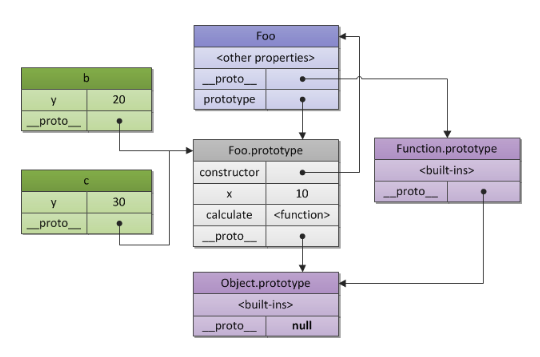 Foo
<other properties>
__proto__
prototype
b
y 20
__proto__
c
y 30
__proto__
Foo.prototype
constructor
x 10
calculate <function>
__proto__
Function.prototype
<built-ins>
__proto__
Object.prototype
<built-ins>
__proto__ null